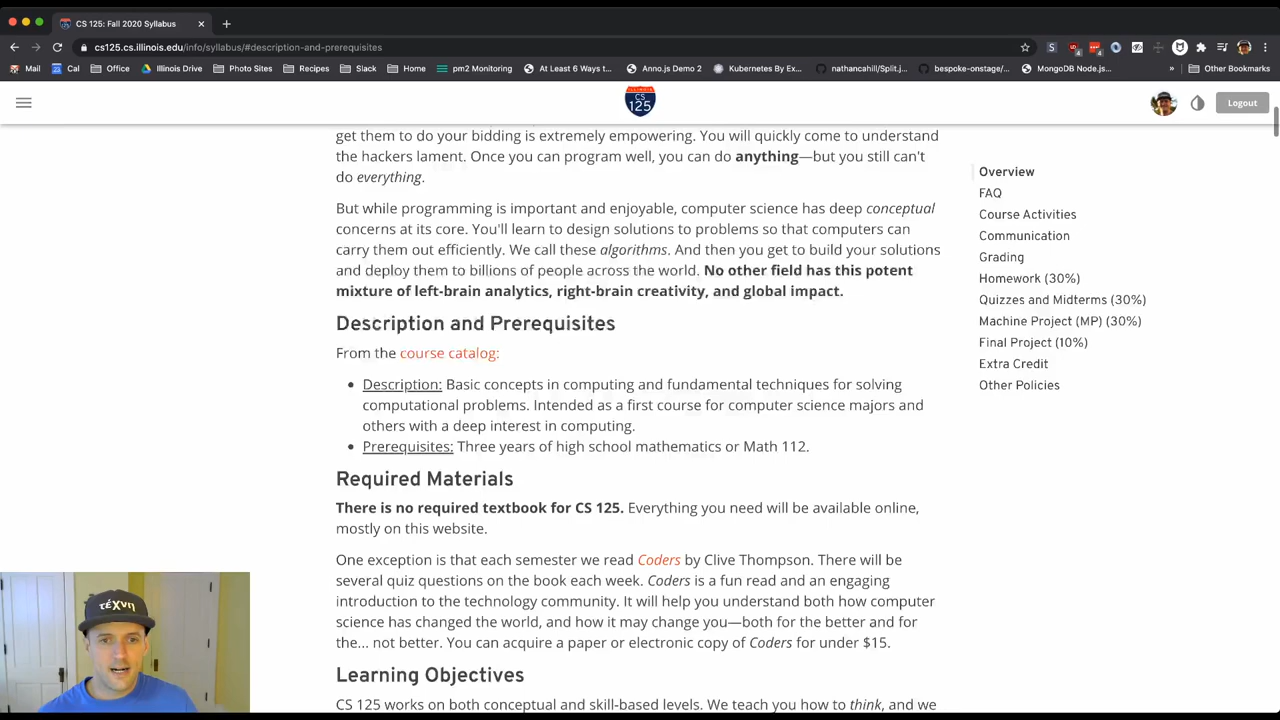 CS 125: Fall 2020 Syllabus
cs125.cs.illinois.edu/info/syllabus/#description-and-prerequisites
Mail Cal Office Illinois Drive Photo Sites Recipes Slack Home pm2 Monitoring At Least 6 Ways t... Anno.js Demo 2 Kubernetes By Ex... nathancahill/Split.j... bespoke-onstage/... MongoDB Node.js... » Other Bookmarks
ILLINOIS
CS
125
Logout
get them to do your bidding is extremely empowering. You will quickly come to understand
the hackers lament. Once you can program well, you can do anything—but you still can't
do everything.
But while programming is important and enjoyable, computer science has deep conceptual
concerns at its core. You'll learn to design solutions to problems so that computers can
carry them out efficiently. We call these algorithms. And then you get to build your solutions
and deploy them to billions of people across the world. No other field has this potent
mixture of left-brain analytics, right-brain creativity, and global impact.
Description and Prerequisites
From the course catalog:
• Description: Basic concepts in computing and fundamental techniques for solving
computational problems. Intended as a first course for computer science majors and
others with a deep interest in computing.
• Prerequisites: Three years of high school mathematics or Math 112.
Required Materials
There is no required textbook for CS 125. Everything you need will be available online,
mostly on this website.
One exception is that each semester we read Coders by Clive Thompson. There will be
several quiz questions on the book each week. Coders is a fun read and an engaging
introduction to the technology community. It will help you understand both how computer
science has changed the world, and how it may change you—both for the better and for
the... not better. You can acquire a paper or electronic copy of Coders for under $15.
Learning Objectives
CS 125 works on both conceptual and skill-based levels. We teach you how to think, and we
Overview
FAQ
Course Activities
Communication
Grading
Homework (30%)
Quizzes and Midterms (30%)
Machine Project (MP) (30%)
Final Project (10%)
Extra Credit
Other Policies
τέχνη